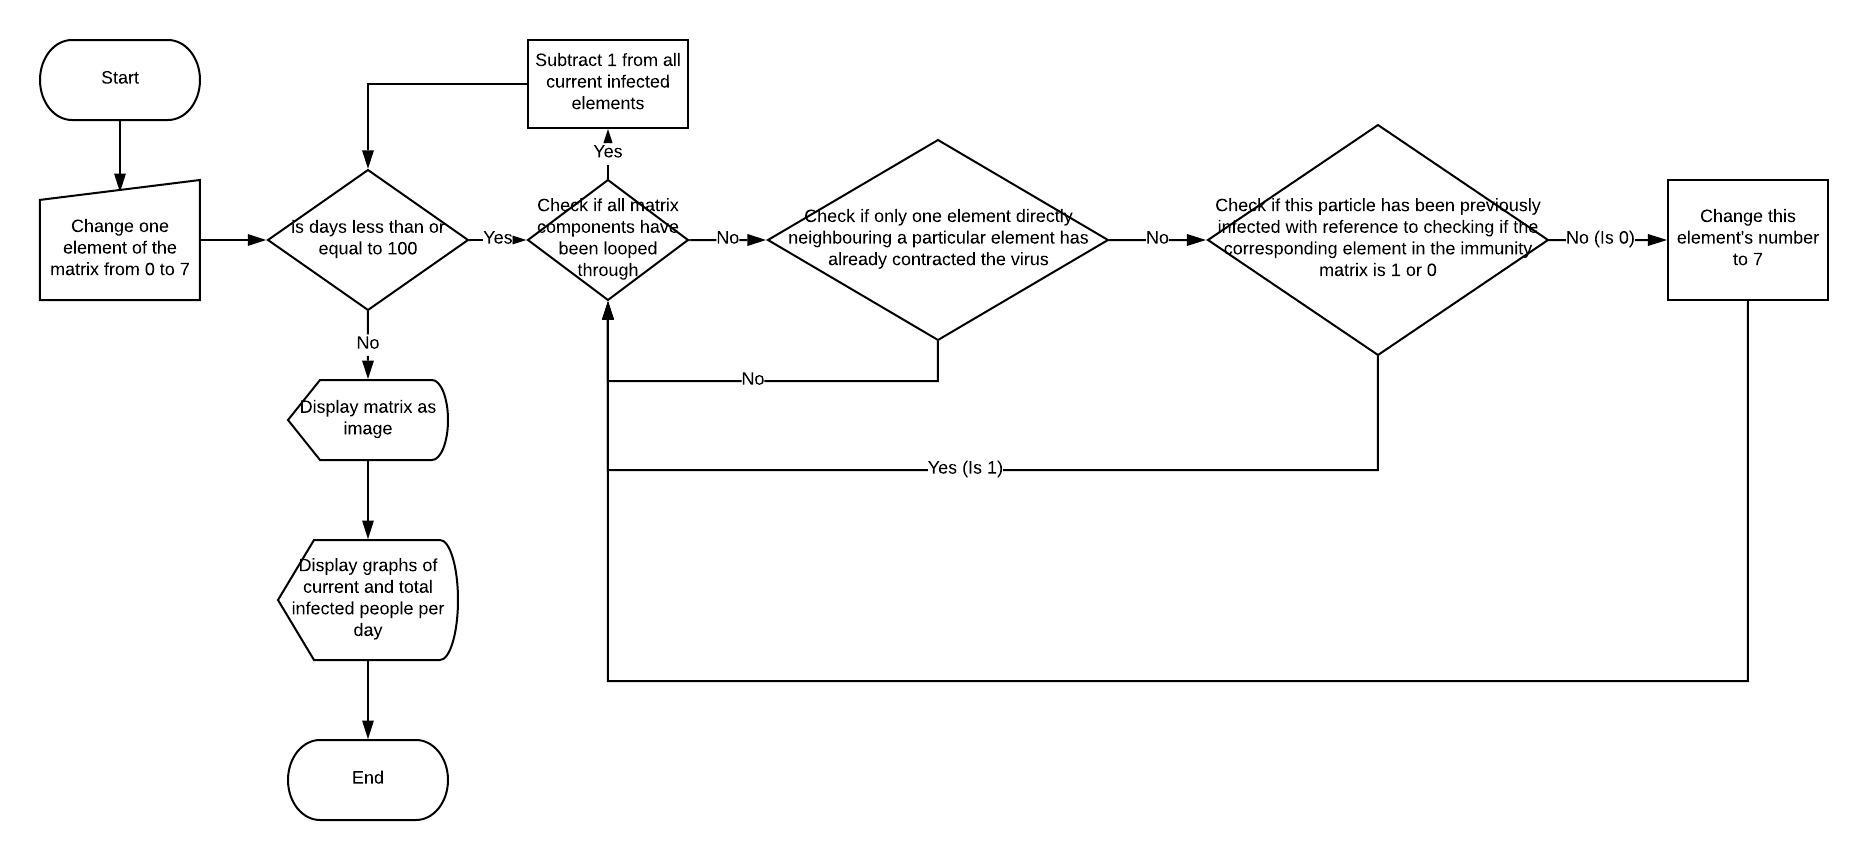 Start
Change one
element of the
matrix from 0 to 7
Is days less than or
equal to 100
Yes
No
Subtract 1 from all
current infected
elements
Yes
Check if all matrix
components have
been looped
through
No
Check if only one element directly
neighbouring a particular element has
already contracted the virus
No
No
Check if this particle has been previously
infected with reference to checking if the
corresponding element in the immunity
matrix is 1 or 0
No (Is 0)
Yes (Is 1)
Change this
element's number
to 7
Display matrix as
image
Display graphs of
current and total
infected people per
day
End